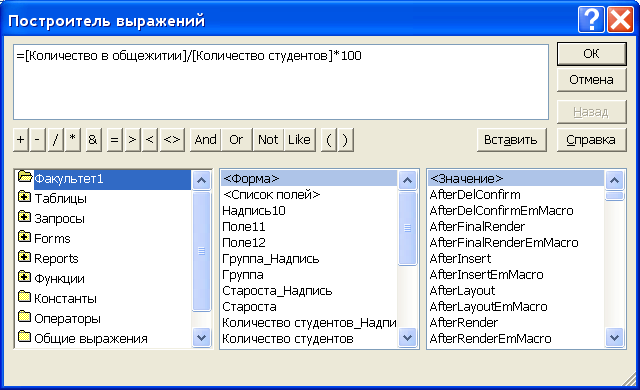 Построитель выражений
=[Количество в общежитии]/[Количество студентов]*100
ОК
Отмена
Назад
+ - / * & = > < <> And Or Not Like ( ) Вставить Справка
Факультет1
Таблицы
Запросы
Forms
Reports
Функции
Константы
Операторы
Общие выражения
<Форма>
<Список полей>
Надпись10
Поле11
Поле12
Группа_Надпись
Группа
Староста_Надпись
Староста
Количество студентов_Надпи
Количество студентов
<Значение>
AfterDelConfirm
AfterDelConfirmEmMacro
AfterFinalRender
AfterFinalRenderEmMacro
AfterInsert
AfterInsertEmMacro
AfterLayout
AfterLayoutEmMacro
AfterRender
AfterRenderEmMacro